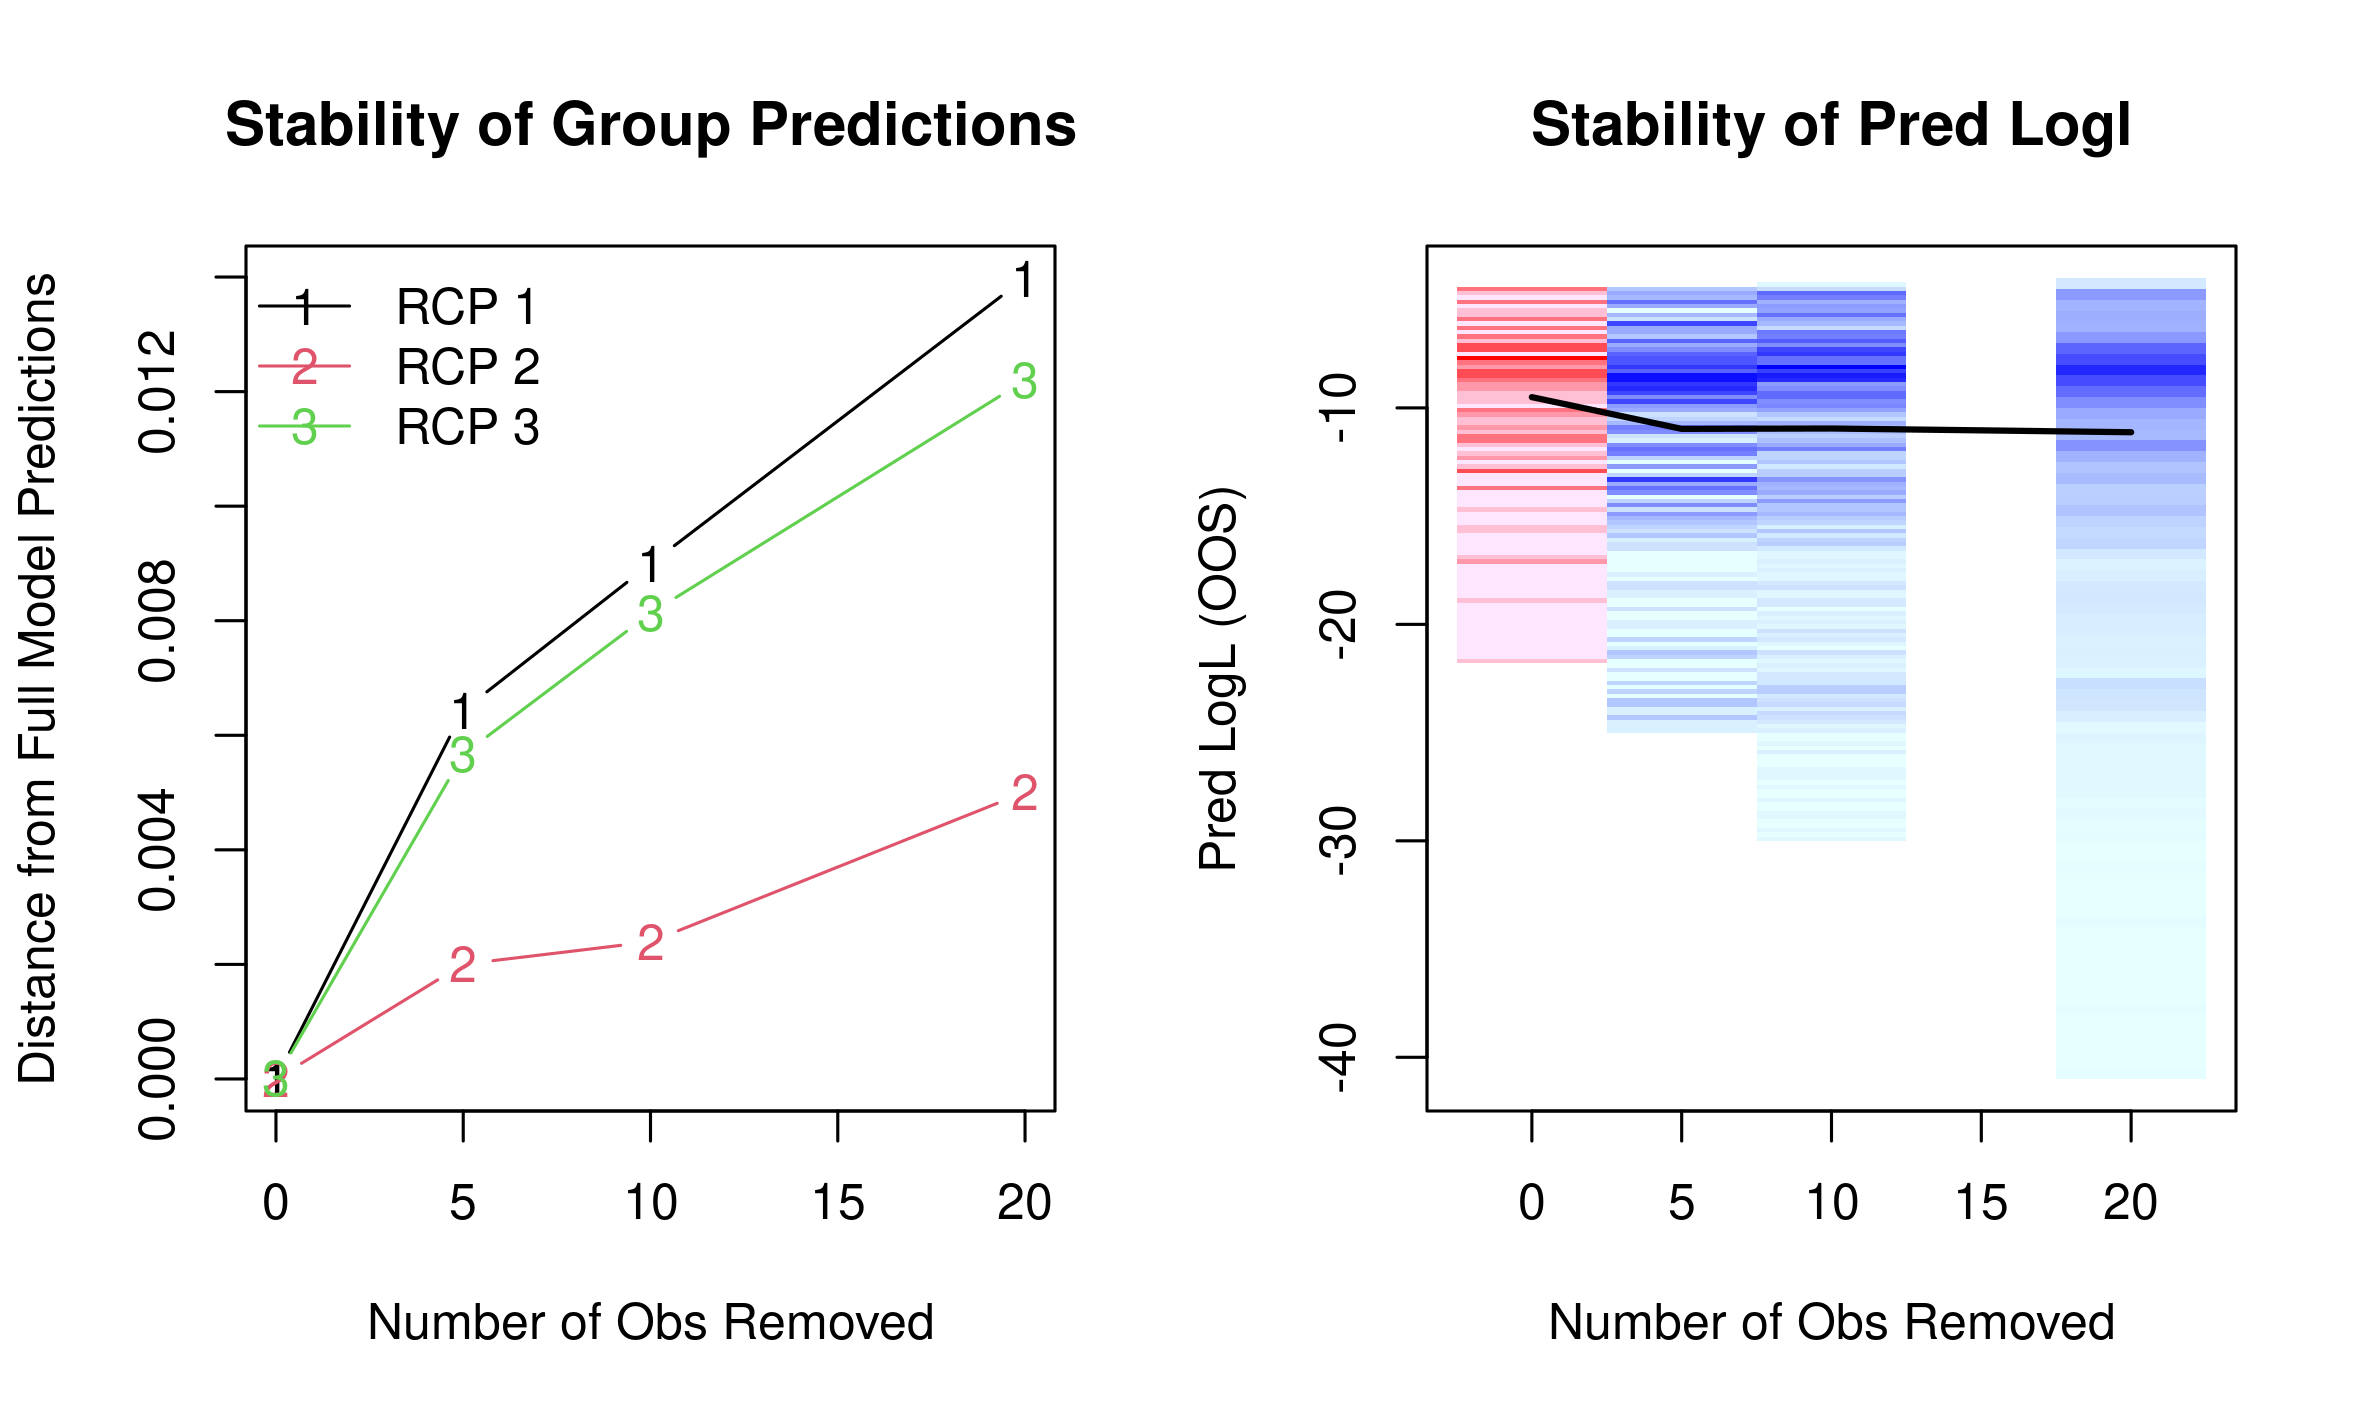 Stability of Group Predictions
Distance from Full Model Predictions
0.012
0.008
0.004
0.000
1 RCP 1
2 RCP 2
3 RCP 3
1
3
1
3
1
3
2
2
2
1
2
3
0 5 10 15 20
Number of Obs Removed
Stability of Pred Logl
Pred LogL (OOS)
-10
-20
-30
-40
0 5 10 15 20
Number of Obs Removed